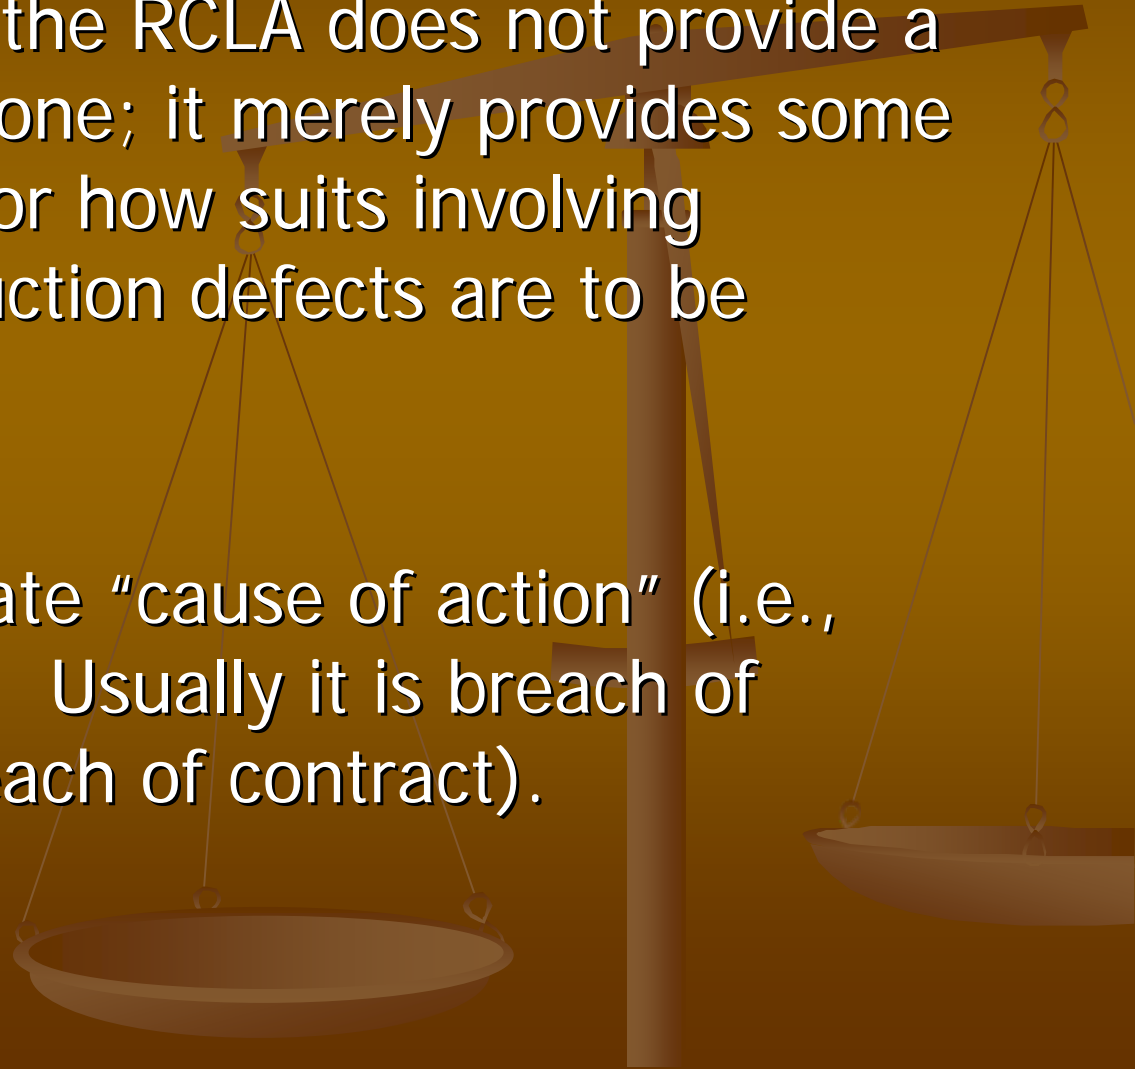 the RCLA does not provide a
one; it merely provides some
or how suits involving
uction defects are to be
ate “cause of action” (i.e.,
Usually it is breach of
each of contract).